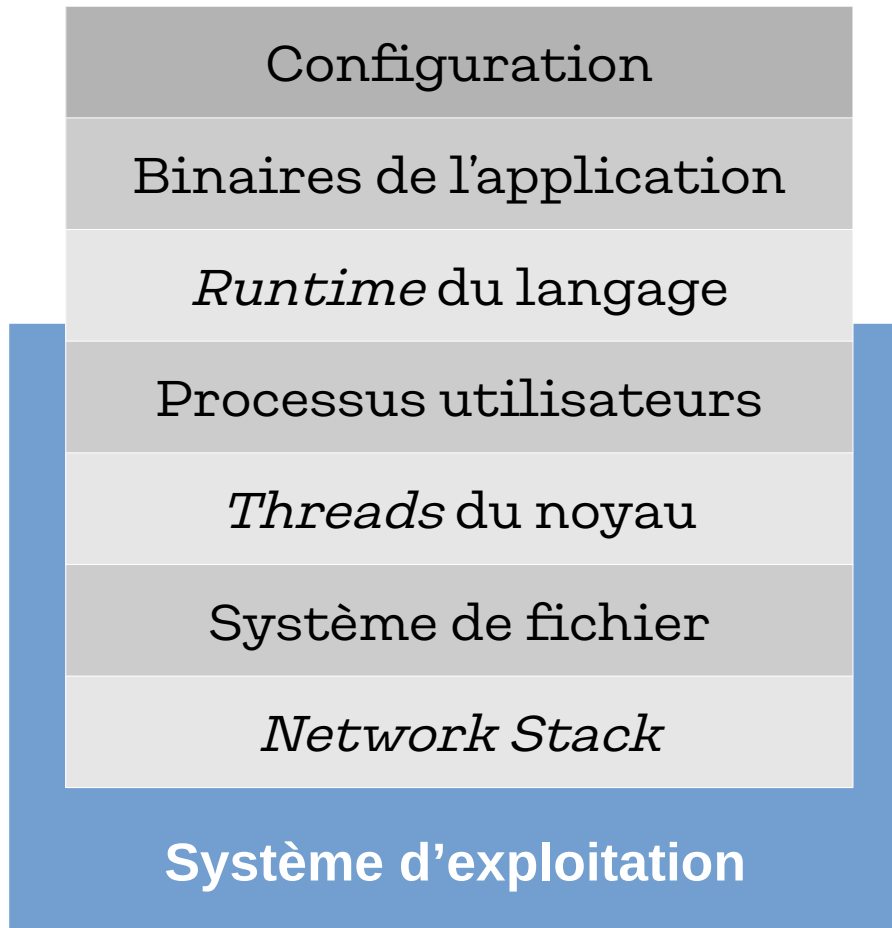 Configuration
Binaires de l’application
Runtime du langage
Processus utilisateurs
Threads du noyau
Système de fichier
Network Stack
Système d’exploitation